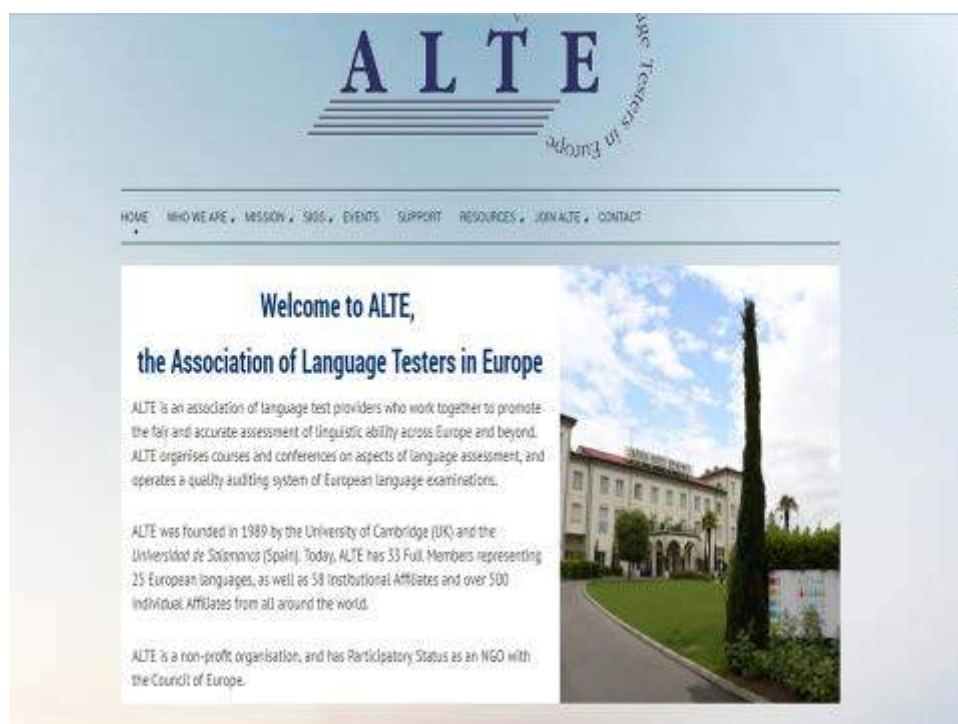 ALTE
age Testers in Europe
HOME WHO WE ARE MISSION SIGS EVENTS SUPPORT RESOURCES JOIN ALTE CONTACT
Welcome to ALTE,
the Association of Language Testers in Europe
ALTE is an association of language test providers who work together to promote
the fair and accurate assessment of linguistic ability across Europe and beyond.
ALTE organises courses and conferences on aspects of language assessment, and
operates a quality auditing system of European language examinations.
ALTE was founded in 1989 by the University of Cambridge (UK) and the
Universidad de Salamanca (Spain). Today, ALTE has 33 Full Members representing
25 European languages, as well as 58 Institutional Affiliates and over 500
Individual Affiliates from all around the world.
ALTE is a non-profit organisation, and has Participatory Status as an NGO with
the Council of Europe.